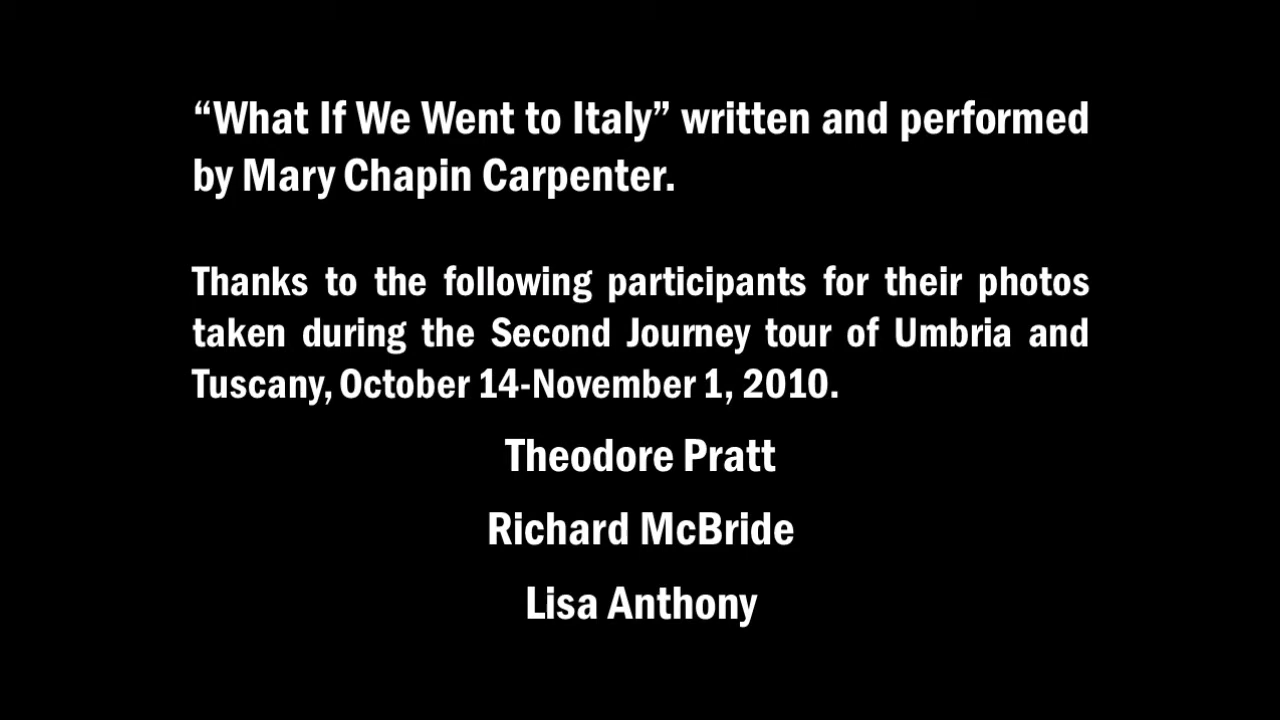 “What If We Went to Italy” written and performed
by Mary Chapin Carpenter.
Thanks to the following participants for their photos
taken during the Second Journey tour of Umbria and
Tuscany, October 14-November 1, 2010.
Theodore Pratt
Richard McBride
Lisa Anthony